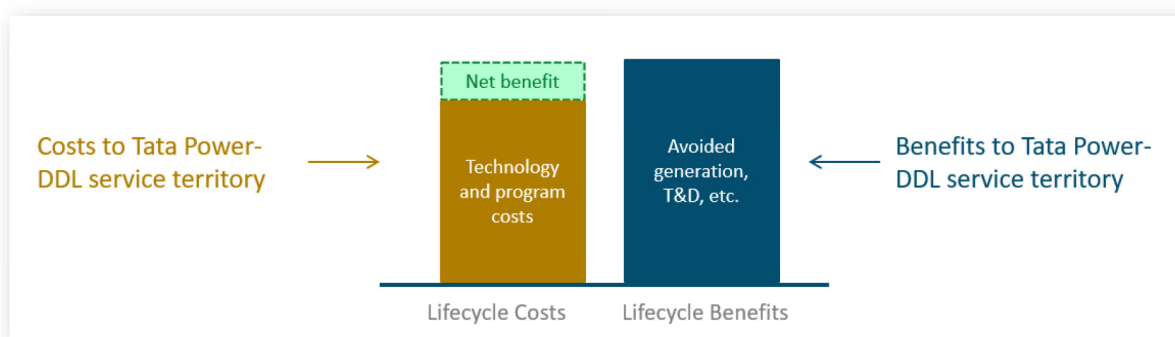 Net benefit
Costs to Tata Power-
DDL service territory
Technology
and program
costs
Avoided
generation,
T&D, etc.
Benefits to Tata Power-
DDL service territory
Lifecycle Costs
Lifecycle Benefits